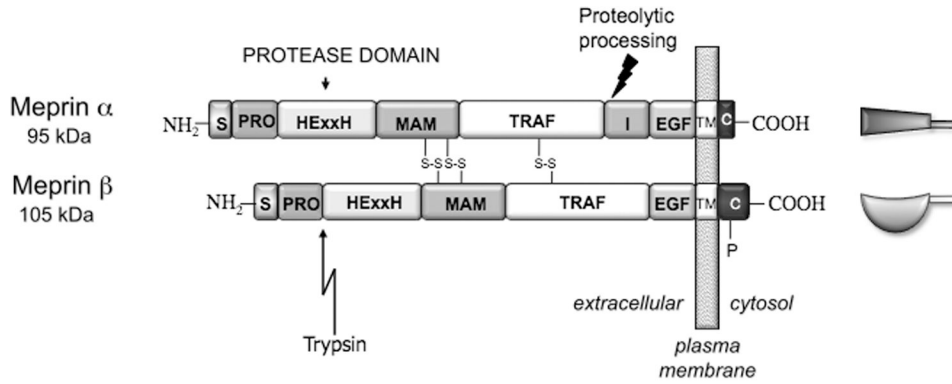 Proteolytic
processing
PROTEASE DOMAIN
Meprin α
95 kDa
NH₂ S PRO HExxH MAM TRAF I EGF TM C COOH
S-S S-S S-S
Meprin β
105 kDa
NH₂ S PRO HExxH MAM TRAF EGF TM C COOH
P
extracellular cytosol
Trypsin
plasma
membrane